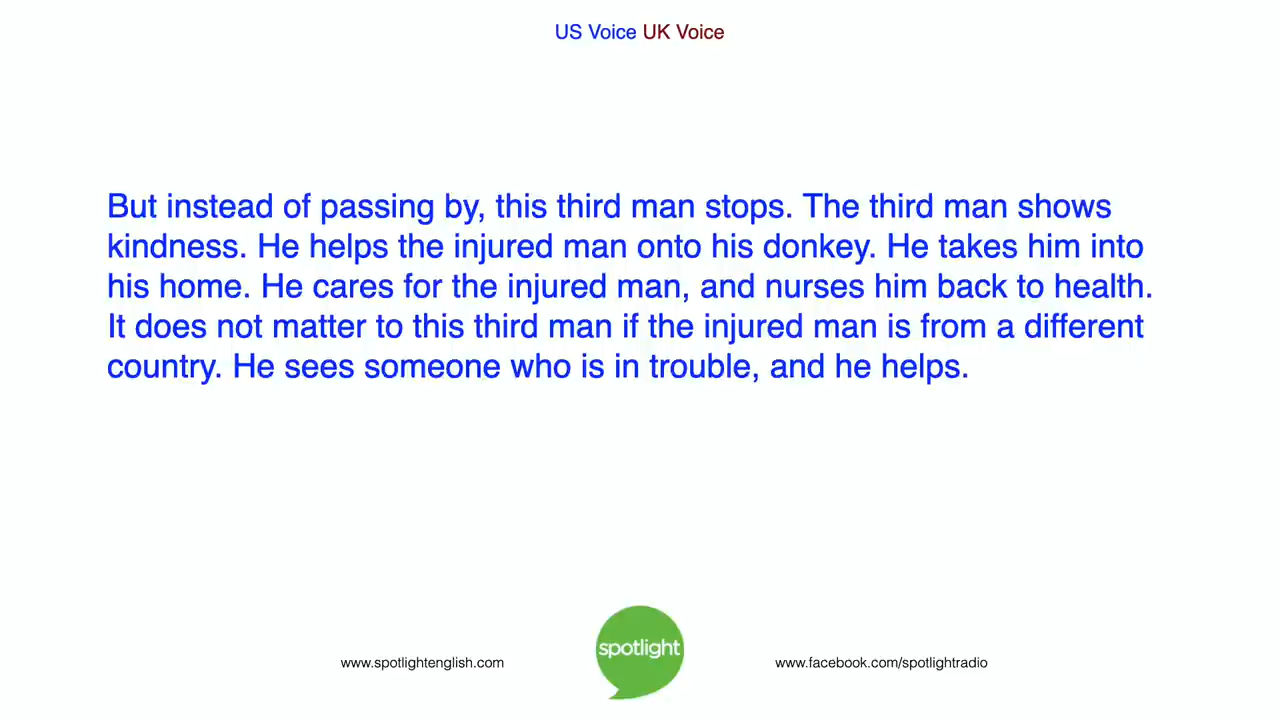 US Voice UK Voice
But instead of passing by, this third man stops. The third man shows
kindness. He helps the injured man onto his donkey. He takes him into
his home. He cares for the injured man, and nurses him back to health.
It does not matter to this third man if the injured man is from a different
country. He sees someone who is in trouble, and he helps.
www.spotlightenglish.com
spotlight
www.facebook.com/spotlightradio